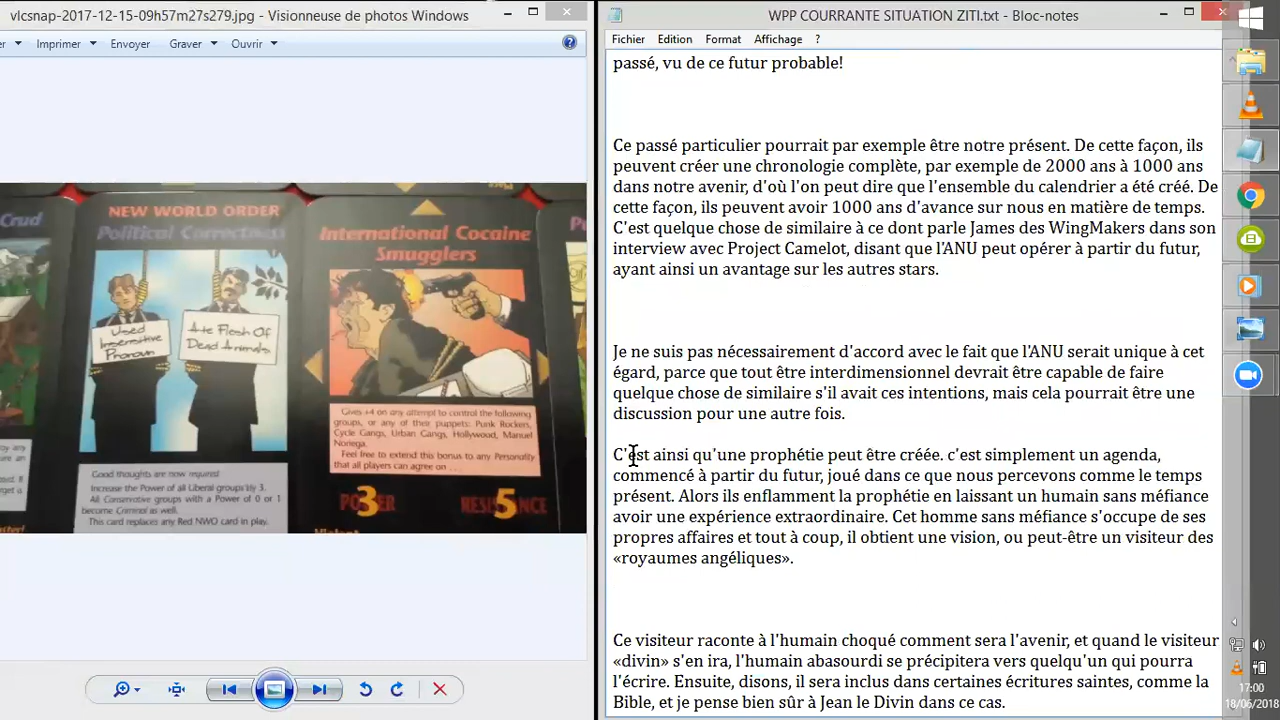 vlcsnap-2017-12-15-09h57m27s279.jpg - Visionneuse de photos Windows
Imprimer Envoyer Graver Ouvrir
Crud
NEW WORLD ORDER
Political Correctness
Used
Insensitive
Pronoun
Ate Flesh Of
Dead Animals
Good thoughts are now required!
Increase the Power of all Liberal groups by 3.
All Conservative groups with a Power of 0 or 1
become Criminal as well.
This card replaces any Red NWO card in play.
International Cocaine
Smugglers
Gives +4 on any attempt to control the following
groups, or any of their puppets: Punk Rockers,
Cycle Gangs, Urban Gangs, Hollywood, Manuel
Noriega.
Feel free to extend this bonus to any Personality
that all players can agree on . . .
POWER 3
RESISTANCE 5
Violent
WPP COURRANTE SITUATION ZITI.txt - Bloc-notes
Fichier Edition Format Affichage ?
passé, vu de ce futur probable!
Ce passé particulier pourrait par exemple être notre présent. De cette façon, ils
peuvent créer une chronologie complète, par exemple de 2000 ans à 1000 ans
dans notre avenir, d'où l'on peut dire que l'ensemble du calendrier a été créé. De
cette façon, ils peuvent avoir 1000 ans d'avance sur nous en matière de temps.
C'est quelque chose de similaire à ce dont parle James des WingMakers dans son
interview avec Project Camelot, disant que l'ANU peut opérer à partir du futur,
ayant ainsi un avantage sur les autres stars.
Je ne suis pas nécessairement d'accord avec le fait que l'ANU serait unique à cet
égard, parce que tout être interdimensionnel devrait être capable de faire
quelque chose de similaire s'il avait ces intentions, mais cela pourrait être une
discussion pour une autre fois.
C'est ainsi qu'une prophétie peut être créée. c'est simplement un agenda,
commencé à partir du futur, joué dans ce que nous percevons comme le temps
présent. Alors ils enflamment la prophétie en laissant un humain sans méfiance
avoir une expérience extraordinaire. Cet homme sans méfiance s'occupe de ses
propres affaires et tout à coup, il obtient une vision, ou peut-être un visiteur des
«royaumes angéliques».
Ce visiteur raconte à l'humain choqué comment sera l'avenir, et quand le visiteur
«divin» s'en ira, l'humain abasourdi se précipitera vers quelqu'un qui pourra
l'écrire. Ensuite, disons, il sera inclus dans certaines écritures saintes, comme la
Bible, et je pense bien sûr à Jean le Divin dans ce cas.
17:00
18/06/2018